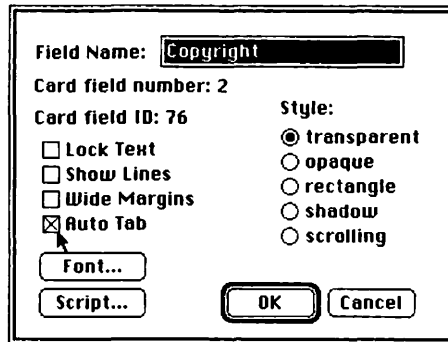 Field Name: Copyright
Card field number: 2
Card field ID: 76
Lock Text
Show Lines
Wide Margins
Auto Tab
Style:
transparent
opaque
rectangle
shadow
scrolling
Font...
Script...
OK
Cancel